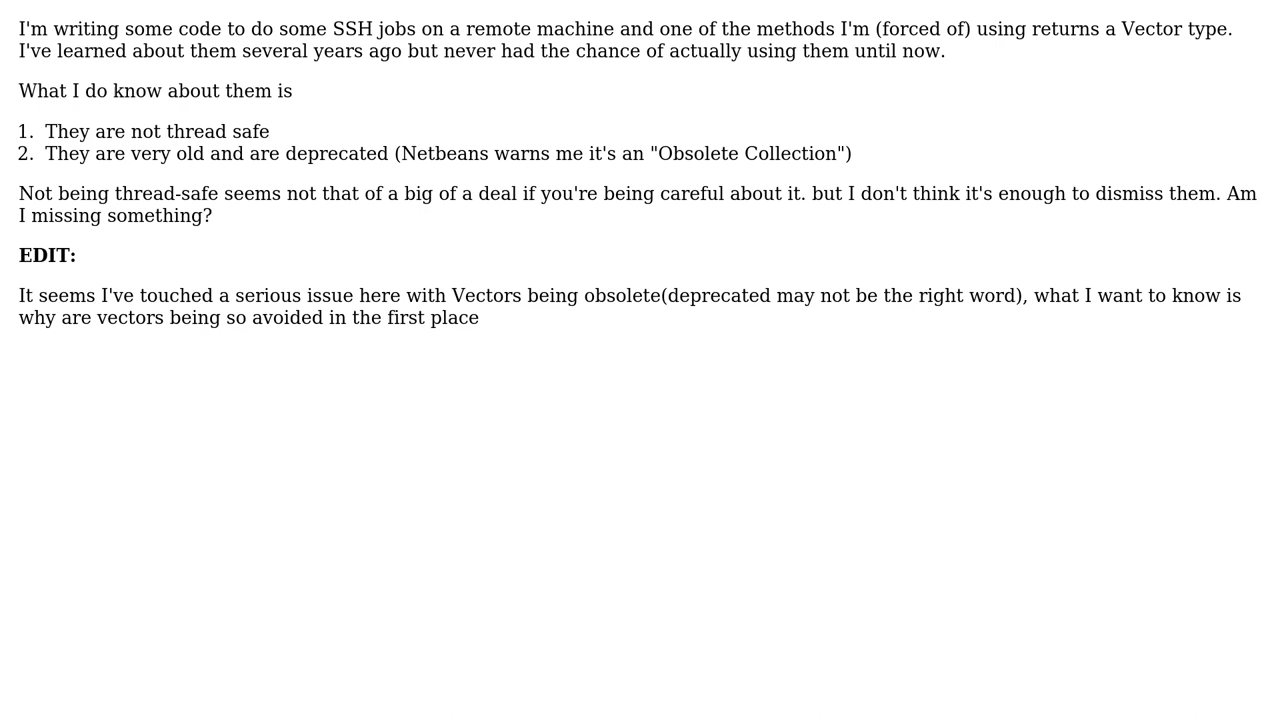 I'm writing some code to do some SSH jobs on a remote machine and one of the methods I'm (forced of) using returns a Vector type.
I've learned about them several years ago but never had the chance of actually using them until now.
What I do know about them is
1. They are not thread safe
2. They are very old and are deprecated (Netbeans warns me it's an "Obsolete Collection")
Not being thread-safe seems not that of a big of a deal if you're being careful about it. but I don't think it's enough to dismiss them. Am
I missing something?
EDIT:
It seems I've touched a serious issue here with Vectors being obsolete(deprecated may not be the right word), what I want to know is
why are vectors being so avoided in the first place